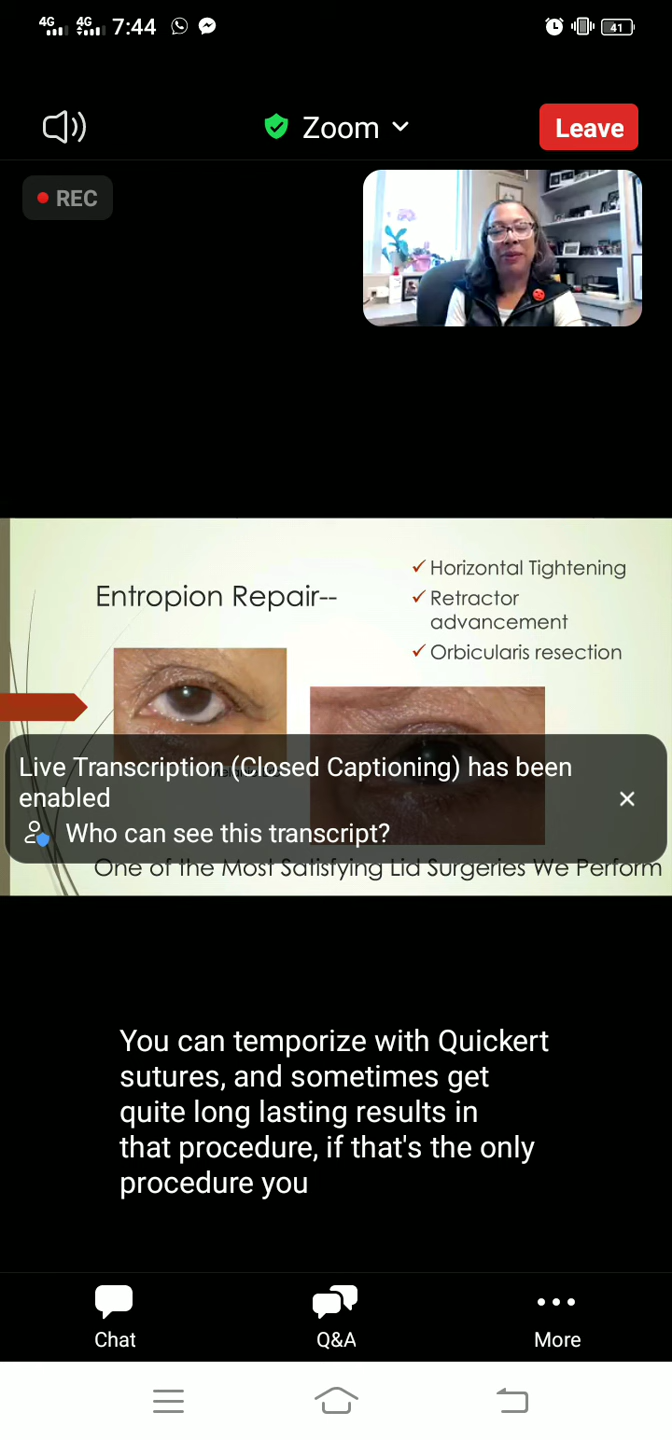 4G 4G 7:44 41
Zoom
Leave
REC
Horizontal Tightening
Entropion Repair--
Retractor
advancement
Orbicularis resection
Live Transcription (Closed Captioning) has been
enabled
Who can see this transcript?
One of the Most Satisfying Lid Surgeries We Perform
You can temporize with Quickert
sutures, and sometimes get
quite long lasting results in
that procedure, if that's the only
procedure you
Chat Q&A More